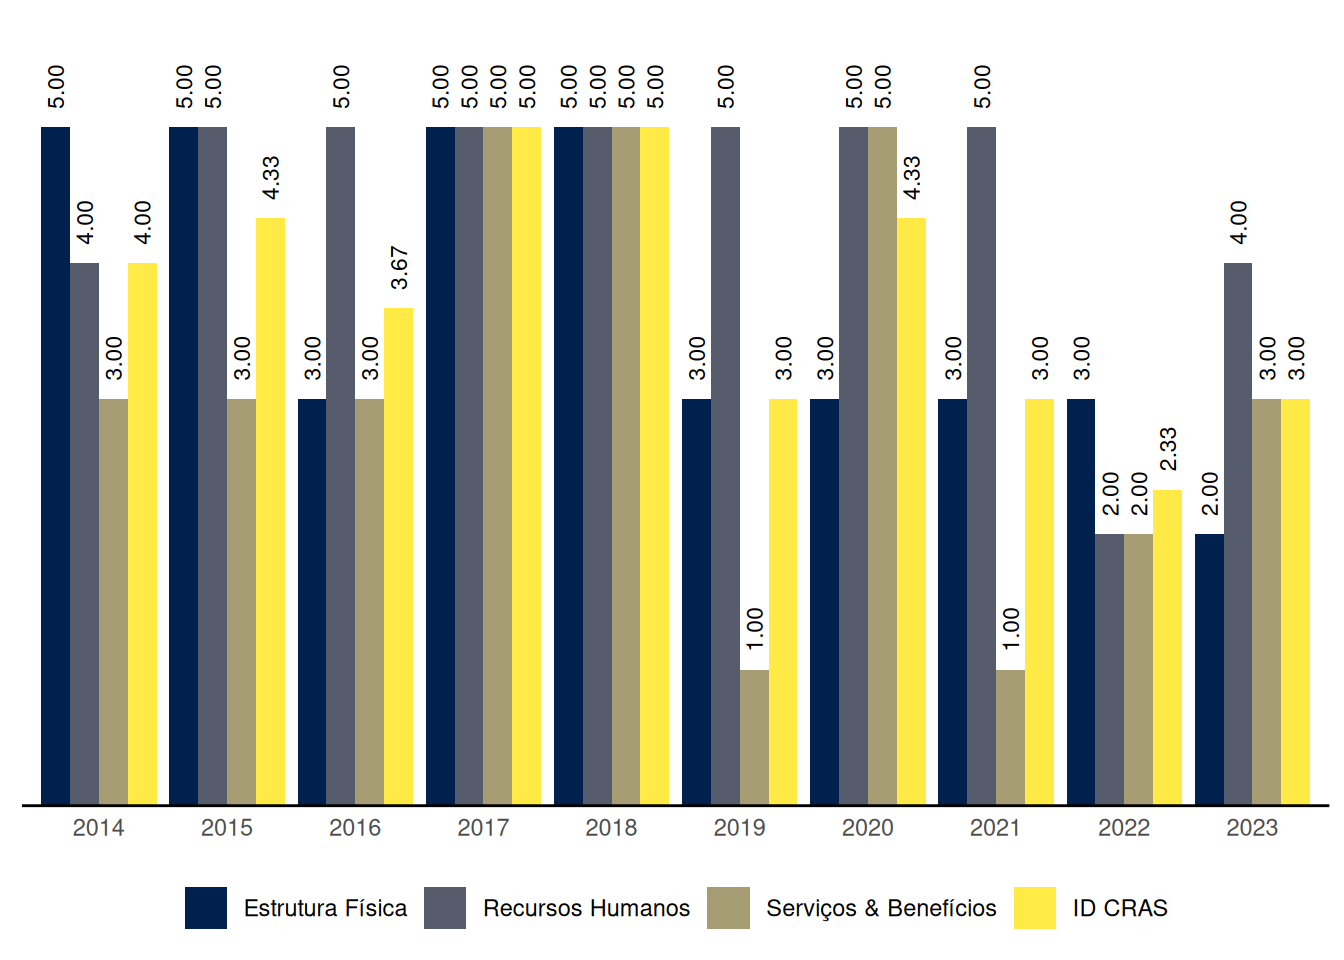 5.00 4.00 3.00 4.00 5.00 5.00 3.00 4.33 3.00 5.00 3.00 3.67 5.00 5.00 5.00 5.00 5.00 5.00 5.00 5.00 3.00 5.00 1.00 3.00 3.00 5.00 5.00 4.33 3.00 5.00 1.00 3.00 3.00 2.00 2.00 2.33 2.00 4.00 3.00 3.00
2014 2015 2016 2017 2018 2019 2020 2021 2022 2023
Estrutura Física Recursos Humanos Serviços & Benefícios ID CRAS